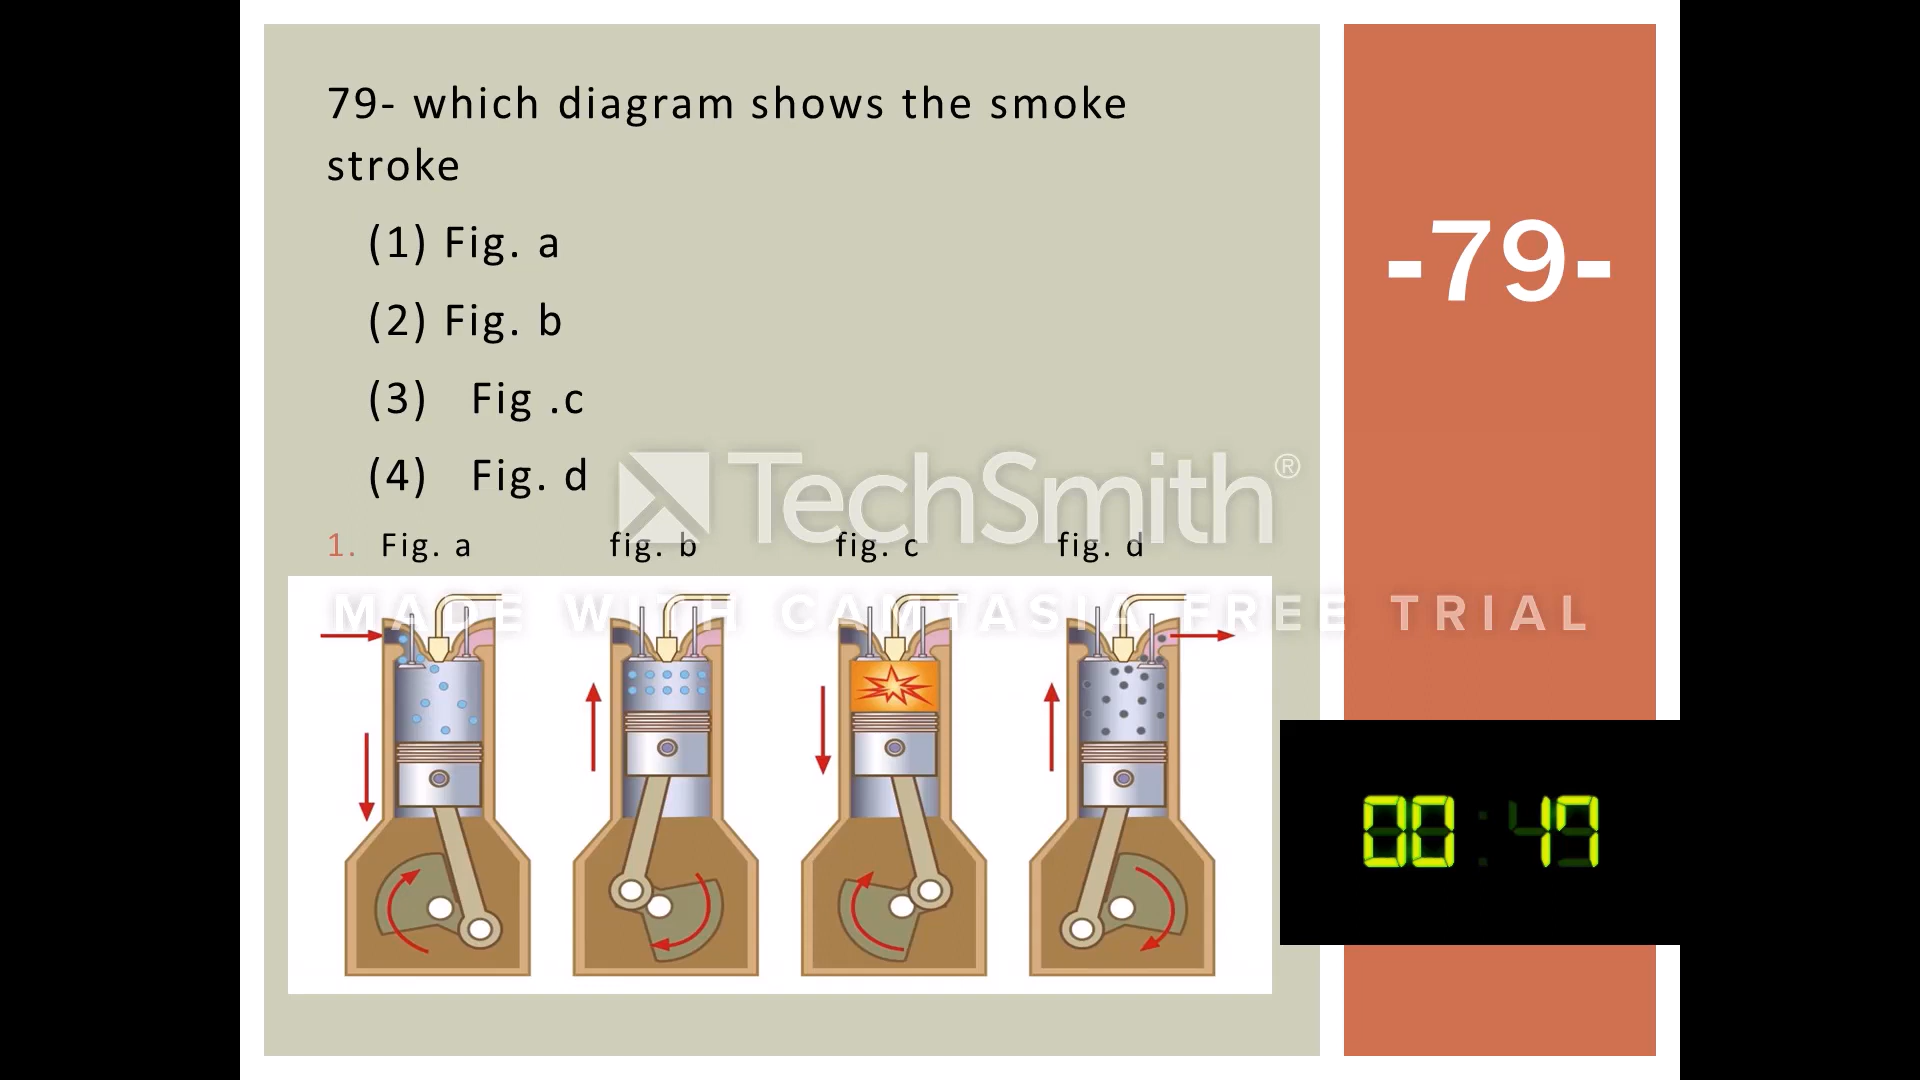 79- which diagram shows the smoke
stroke
(1) Fig. a
(2) Fig. b
(3) Fig .c
(4) Fig. d
1. Fig. a fig. b fig. c fig. d
-79-
TechSmith®
MADE WITH CAMTASIA FREE TRIAL
00:47